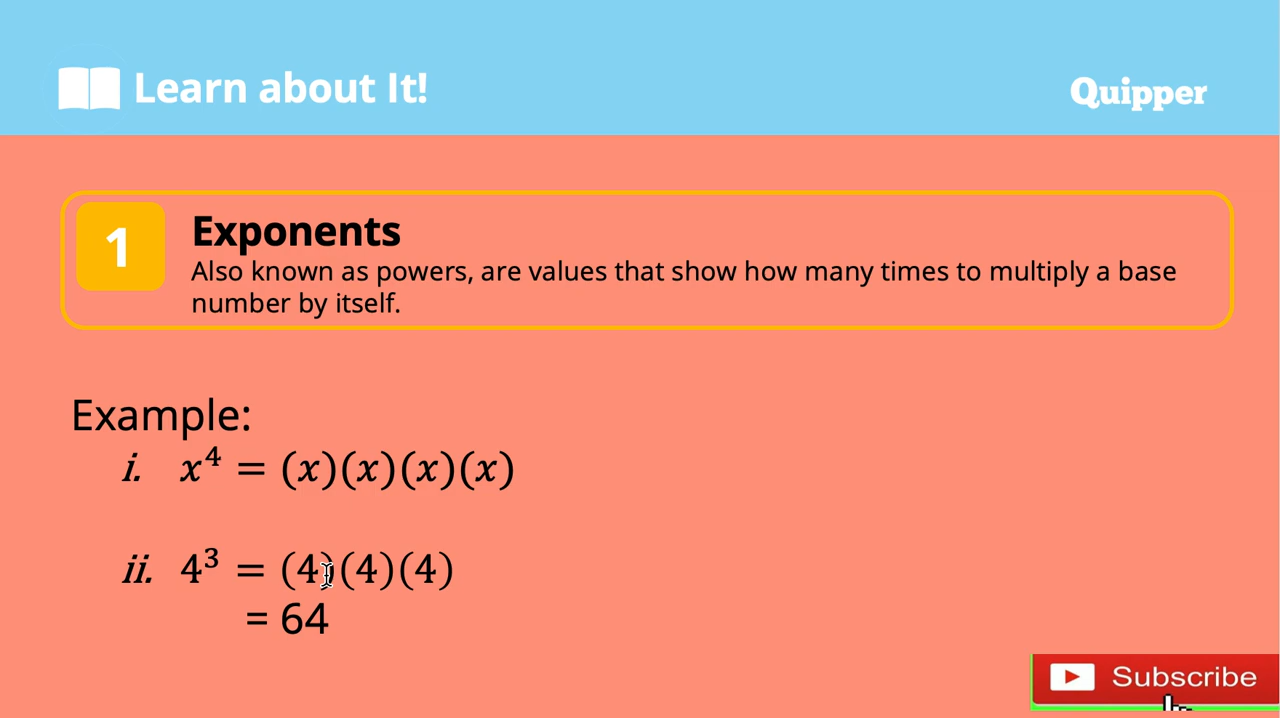 Learn about It!
Quipper
1
Exponents
Also known as powers, are values that show how many times to multiply a base
number by itself.
Example:
i. x⁴ = (x)(x)(x)(x)
ii. 4³ = (4)(4)(4)
= 64
Subscribe